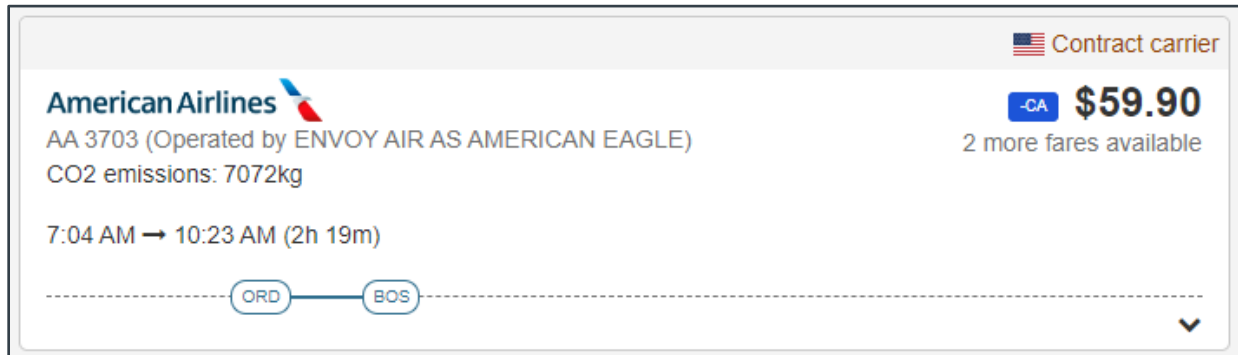 Contract carrier
American Airlines
-CA $59.90
AA 3703 (Operated by ENVOY AIR AS AMERICAN EAGLE)
2 more fares available
CO2 emissions: 7072kg
7:04 AM → 10:23 AM (2h 19m)
ORD BOS